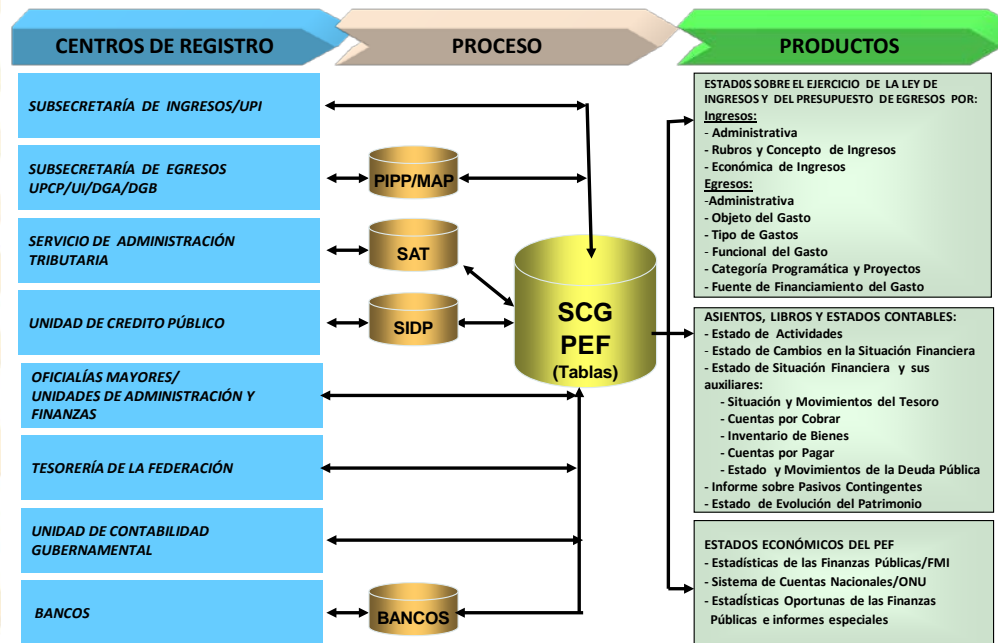 CENTROS DE REGISTRO
PROCESO
PRODUCTOS
SUBSECRETARÍA DE INGRESOS/UPI
SUBSECRETARÍA DE EGRESOS
UPCP/UI/DGA/DGB
SERVICIO DE ADMINISTRACIÓN
TRIBUTARIA
UNIDAD DE CREDITO PÚBLICO
OFICIALÍAS MAYORES/
UNIDADES DE ADMINISTRACIÓN Y
FINANZAS
TESORERÍA DE LA FEDERACIÓN
UNIDAD DE CONTABILIDAD
GUBERNAMENTAL
BANCOS
PIPP/MAP
SAT
SIDP
BANCOS
SCG
PEF
(Tablas)
ESTADOS SOBRE EL EJERCICIO DE LA LEY DE
INGRESOS Y DEL PRESUPUESTO DE EGRESOS POR:
Ingresos:
- Administrativa
- Rubros y Concepto de Ingresos
- Económica de Ingresos
Egresos:
-Administrativa
- Objeto del Gasto
- Tipo de Gastos
- Funcional del Gasto
- Categoría Programática y Proyectos
- Fuente de Financiamiento del Gasto
ASIENTOS, LIBROS Y ESTADOS CONTABLES:
- Estado de Actividades
- Estado de Cambios en la Situación Financiera
- Estado de Situación Financiera y sus
auxiliares:
- Situación y Movimientos del Tesoro
- Cuentas por Cobrar
- Inventario de Bienes
- Cuentas por Pagar
- Estado y Movimientos de la Deuda Pública
- Informe sobre Pasivos Contingentes
- Estado de Evolución del Patrimonio
ESTADOS ECONÓMICOS DEL PEF
- Estadísticas de las Finanzas Públicas/FMI
- Sistema de Cuentas Nacionales/ONU
- Estadísticas Oportunas de las Finanzas
Públicas e informes especiales